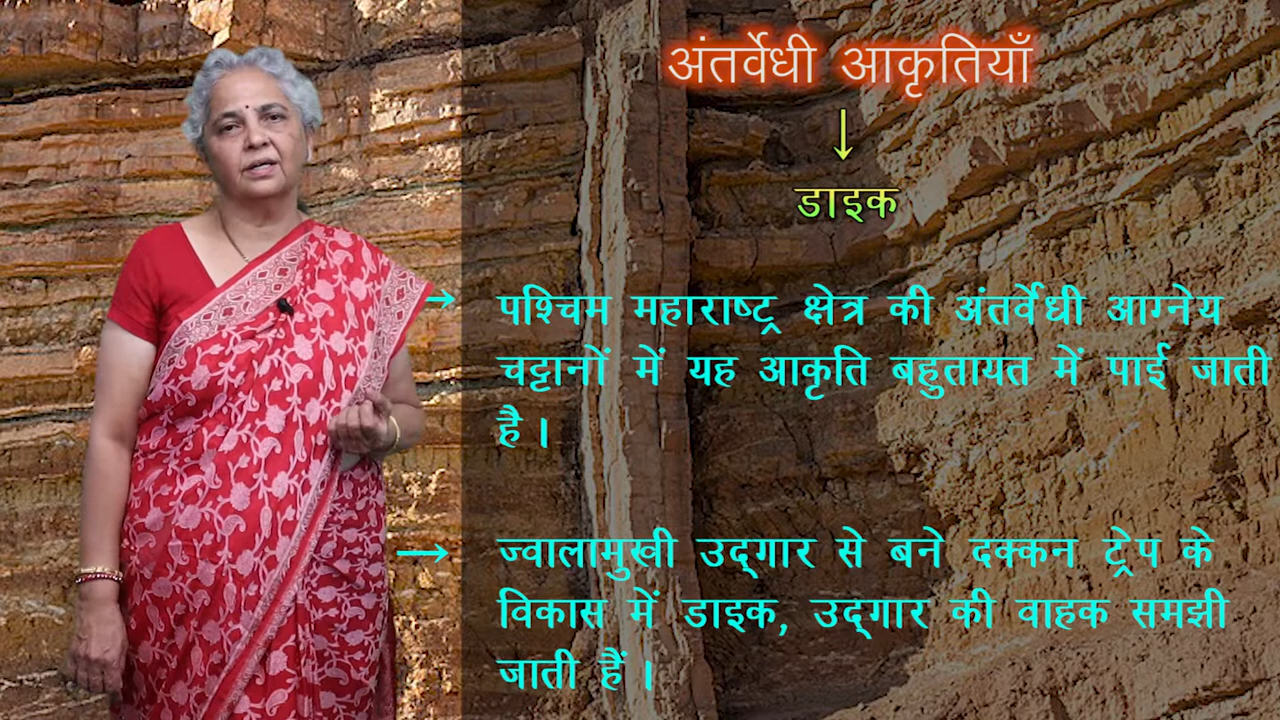 अंतर्वेधी आकृतियाँ
↓
डाइक
→ पश्चिम महाराष्ट्र क्षेत्र की अंतर्वेधी आग्नेय
चट्टानों में यह आकृति बहुतायत में पाई जाती
है।
→ ज्वालामुखी उद्‌गार से बने दक्कन ट्रेप के
विकास में डाइक, उद्‌गार की वाहक समझी
जाती हैं।